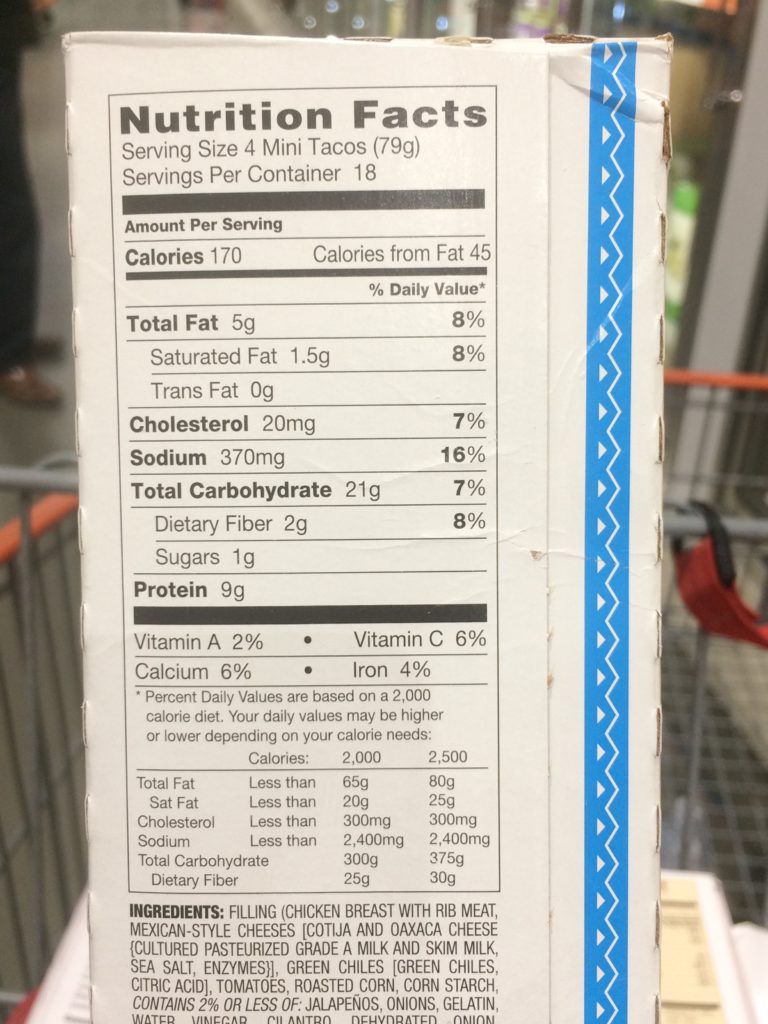 Nutrition Facts
Serving Size 4 Mini Tacos (79g)
Servings Per Container 18
Amount Per Serving
Calories 170 Calories from Fat 45
% Daily Value*
Total Fat 5g 8%
Saturated Fat 1.5g 8%
Trans Fat 0g
Cholesterol 20mg 7%
Sodium 370mg 16%
Total Carbohydrate 21g 7%
Dietary Fiber 2g 8%
Sugars 1g
Protein 9g
Vitamin A 2% • Vitamin C 6%
Calcium 6% • Iron 4%
* Percent Daily Values are based on a 2,000
calorie diet. Your daily values may be higher
or lower depending on your calorie needs:
Calories: 2,000 2,500
Total Fat Less than 65g 80g
Sat Fat Less than 20g 25g
Cholesterol Less than 300mg 300mg
Sodium Less than 2,400mg 2,400mg
Total Carbohydrate 300g 375g
Dietary Fiber 25g 30g
INGREDIENTS: FILLING (CHICKEN BREAST WITH RIB MEAT,
MEXICAN-STYLE CHEESES [COTIJA AND OAXACA CHEESE
{CULTURED PASTEURIZED GRADE A MILK AND SKIM MILK,
SEA SALT, ENZYMES}], GREEN CHILES [GREEN CHILES,
CITRIC ACID], TOMATOES, ROASTED CORN, CORN STARCH,
CONTAINS 2% OR LESS OF: JALAPEÑOS, ONIONS, GELATIN,
WATER, VINEGAR, CILANTRO, DEHYDRATED ONION